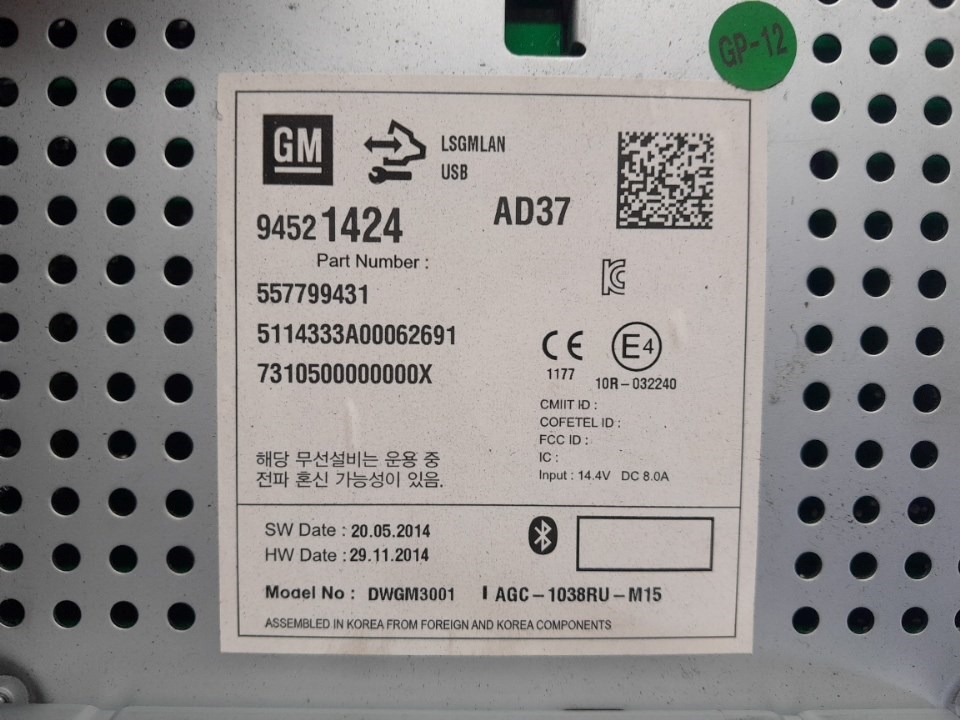 GP-12
GM
LSGMLAN
USB
94521424
AD37
Part Number :
557799431
5114333A00062691
7310500000000X
CE
1177
E4
10R-032240
CMIIT ID :
COFETEL ID :
FCC ID :
IC :
Input : 14.4V DC 8.0A
해당 무선설비는 운용 중
전파 혼신 가능성이 있음.
SW Date : 20.05.2014
HW Date : 29.11.2014
Model No : DWGM3001 I AGC-1038RU-M15
ASSEMBLED IN KOREA FROM FOREIGN AND KOREA COMPONENTS